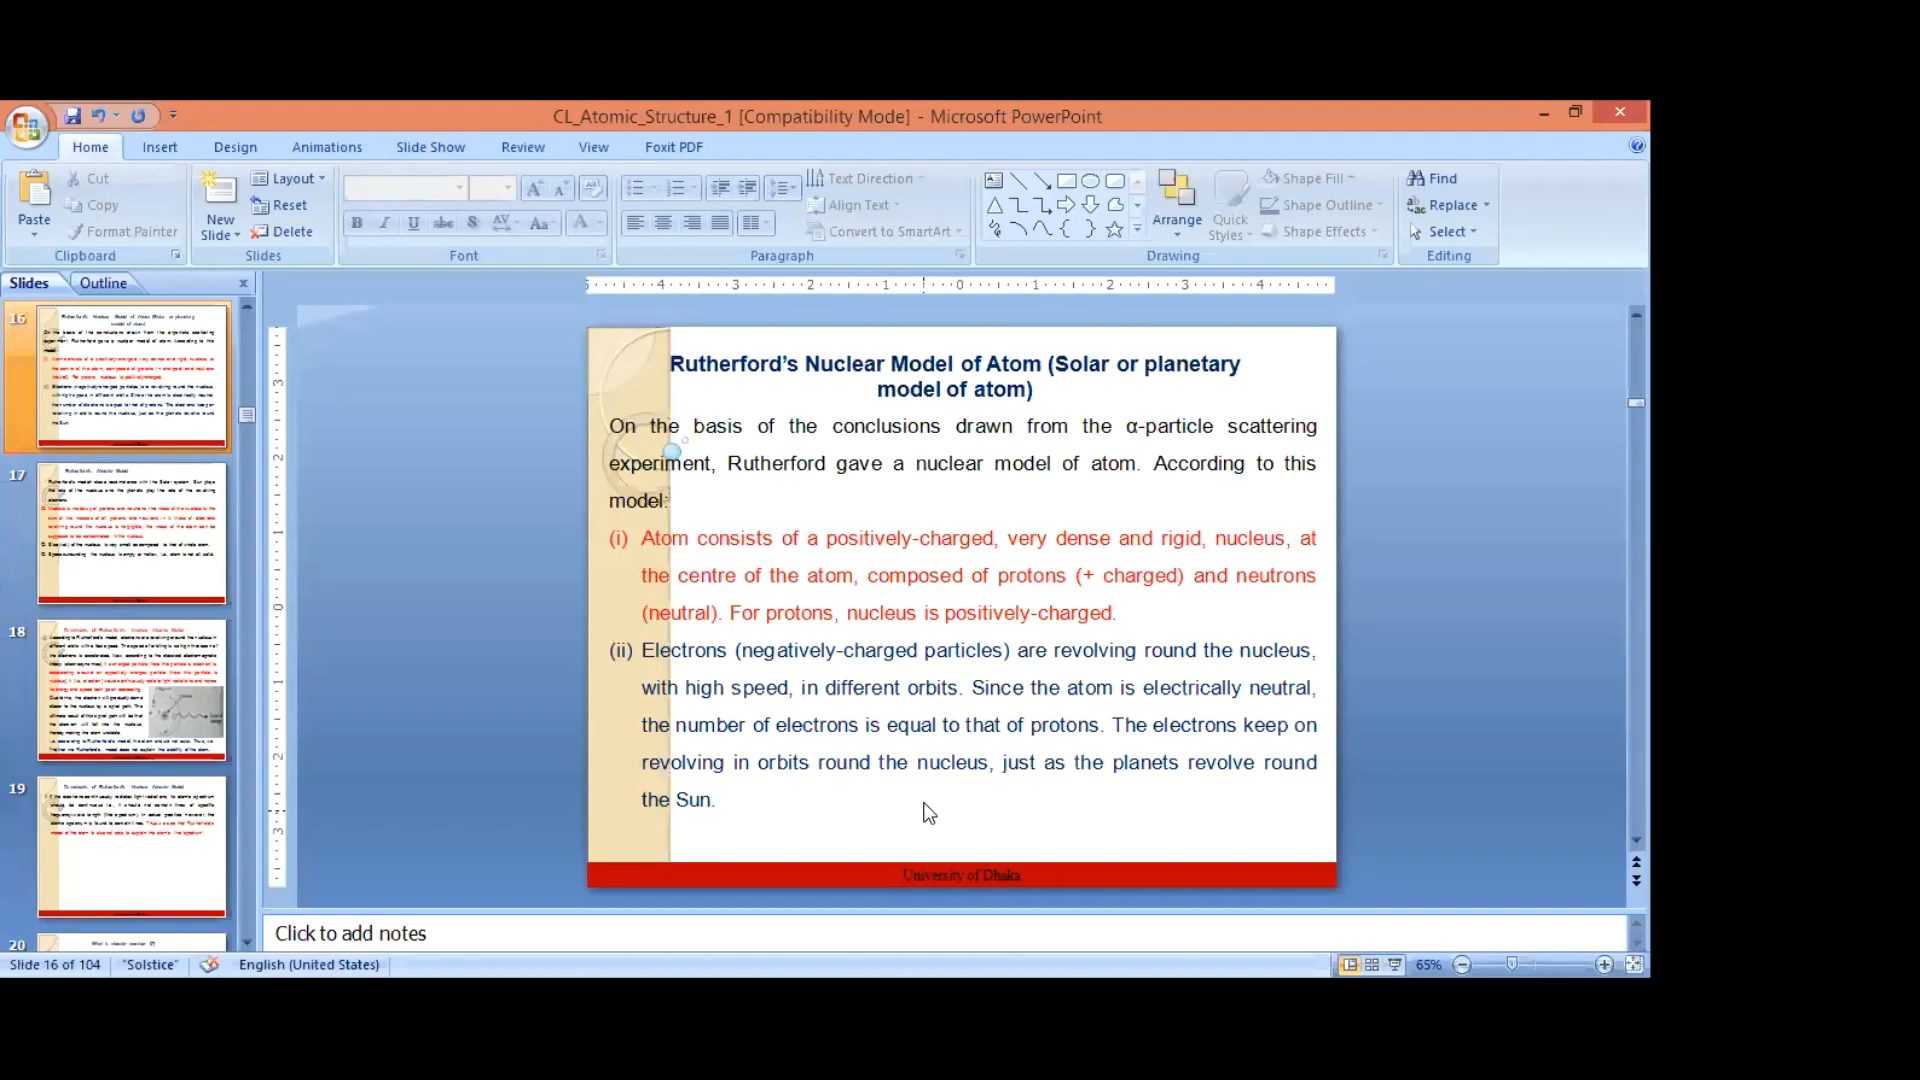 CL_Atomic_Structure_1 [Compatibility Mode] - Microsoft PowerPoint
Home Insert Design Animations Slide Show Review View Foxit PDF
Paste
Cut
Copy
Format Painter
Clipboard
New
Slide
Layout
Reset
Delete
Slides
Font
Text Direction
Align Text
Convert to SmartArt
Paragraph
Arrange
Quick
Styles
Shape Fill
Shape Outline
Shape Effects
Drawing
Find
Replace
Select
Editing
Slides Outline
16
17
18
19
20
Rutherford's Nuclear Model of Atom (Solar or planetary
model of atom)
On the basis of the conclusions drawn from the α-particle scattering
experiment, Rutherford gave a nuclear model of atom. According to this
model:
(i) Atom consists of a positively-charged, very dense and rigid, nucleus, at
the centre of the atom, composed of protons (+ charged) and neutrons
(neutral). For protons, nucleus is positively-charged.
(ii) Electrons (negatively-charged particles) are revolving round the nucleus,
with high speed, in different orbits. Since the atom is electrically neutral,
the number of electrons is equal to that of protons. The electrons keep on
revolving in orbits round the nucleus, just as the planets revolve round
the Sun.
University of Dhaka
Click to add notes
Slide 16 of 104 "Solstice" English (United States) 65%